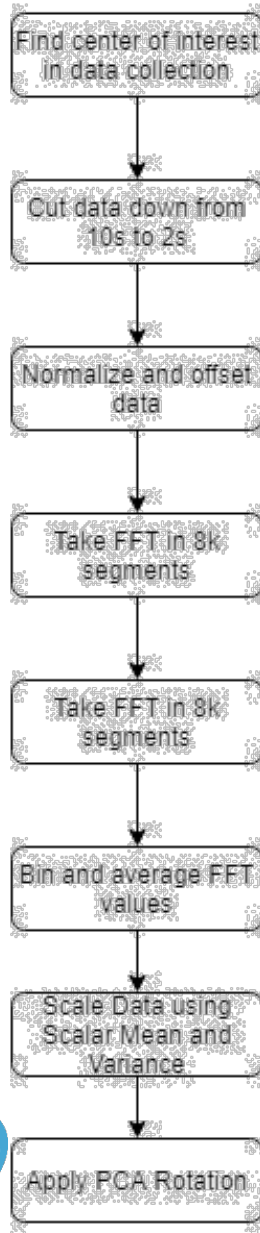 Find center of interest
in data collection
Cut data down from
10s to 2s
Normalize and offset
data
Take FFT in 8k
segments
Take FFT in 8k
segments
Bin and average FFT
values
Scale Data using
Scalar Mean and
Variance
Apply PCA Rotation